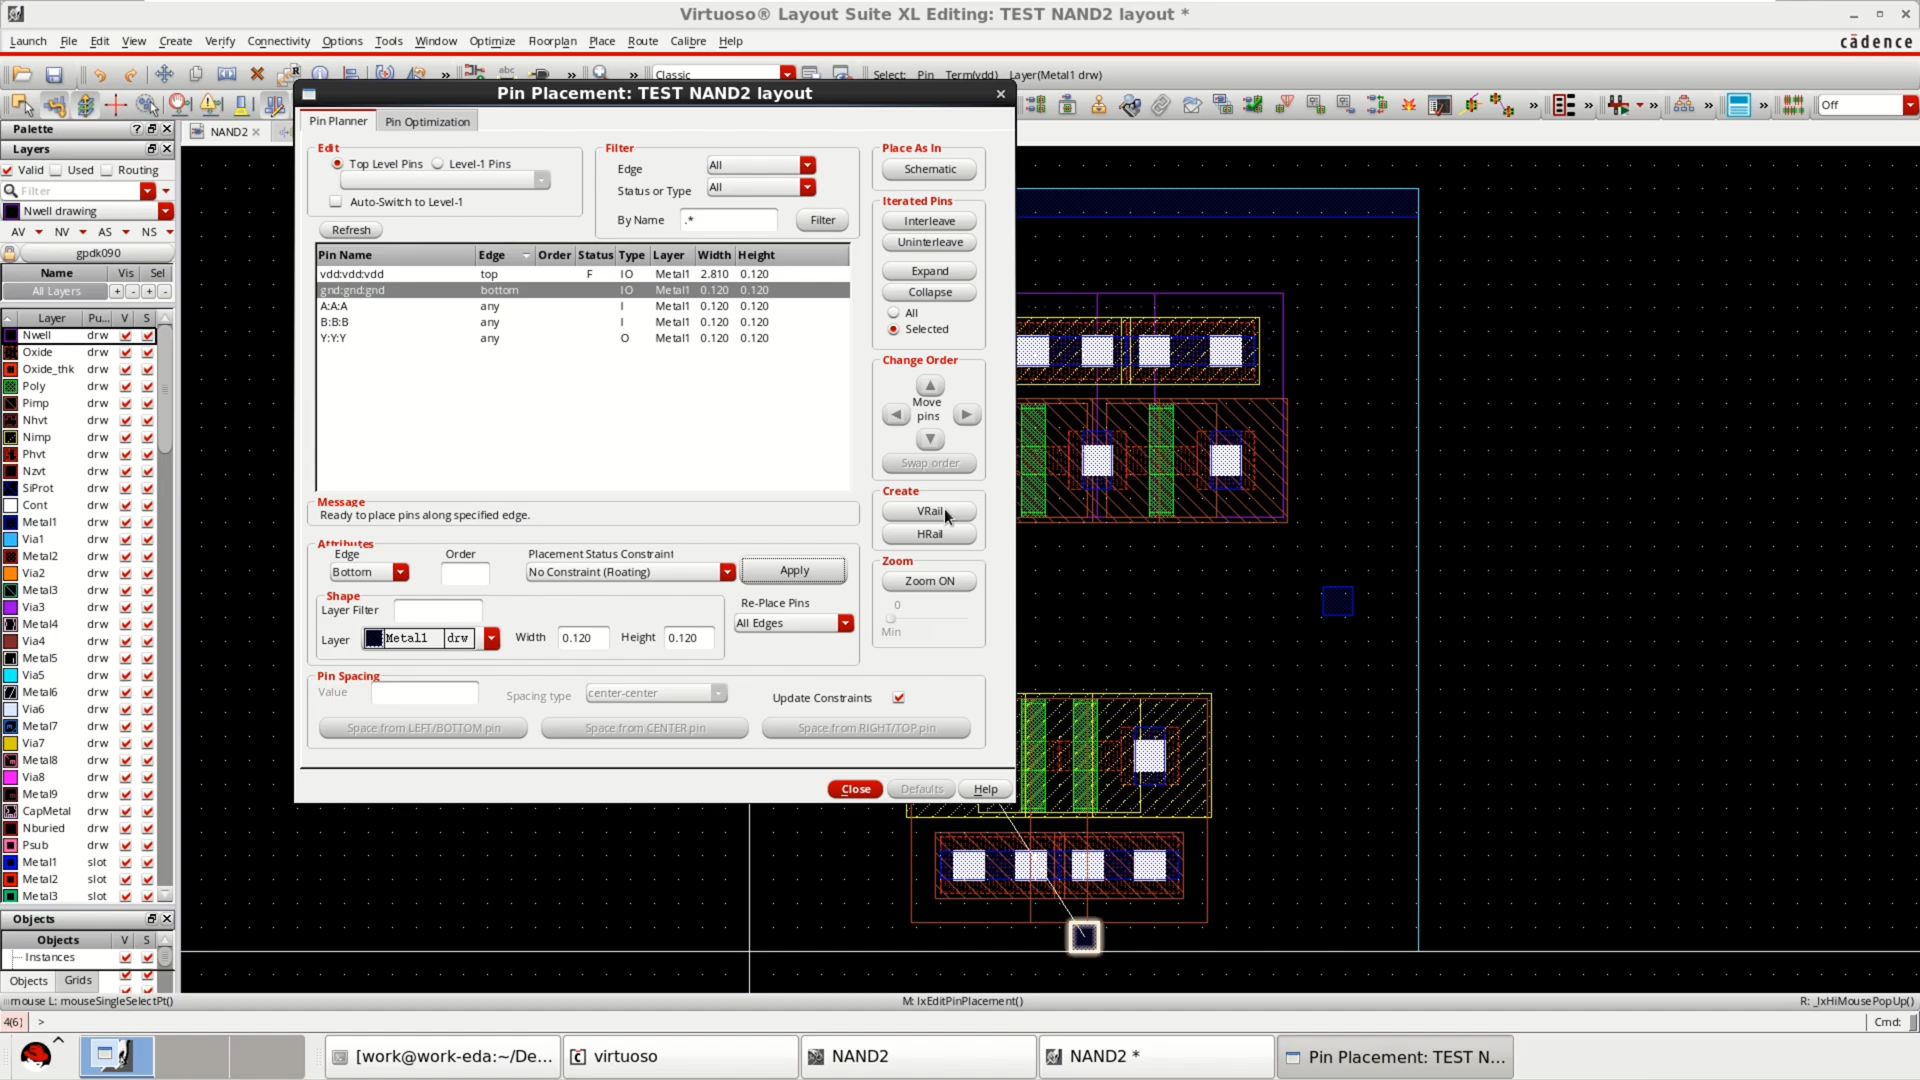 Virtuoso® Layout Suite XL Editing: TEST NAND2 layout *
Launch File Edit View Create Verify Connectivity Options Tools Window Optimize Floorplan Place Route Calibre Help
cādence
Classic
Select: Pin Term(vdd) Layer(Metal1 drw)
Off
NAND2
Palette
Layers
Valid Used Routing
Filter
Nwell drawing
AV NV AS NS
gpdk090
Name Vis Sel
All Layers + - + -
Layer Pu... V S
Nwell drw
Oxide drw
Oxide_thk drw
Poly drw
Pimp drw
Nhvt drw
Nimp drw
Phvt drw
Nzvt drw
SiProt drw
Cont drw
Metal1 drw
Via1 drw
Metal2 drw
Via2 drw
Metal3 drw
Via3 drw
Metal4 drw
Via4 drw
Metal5 drw
Via5 drw
Metal6 drw
Via6 drw
Metal7 drw
Via7 drw
Metal8 drw
Via8 drw
Metal9 drw
CapMetal drw
Nburied drw
Psub drw
Metal1 slot
Metal2 slot
Metal3 slot
Objects
Objects V S
Instances
Objects Grids
Pin Placement: TEST NAND2 layout
Pin Planner Pin Optimization
Edit
Top Level Pins Level-1 Pins
Auto-Switch to Level-1
Refresh
Filter
Edge All
Status or Type All
By Name .* Filter
Pin Name Edge Order Status Type Layer Width Height
vdd:vdd:vdd top F IO Metal1 2.810 0.120
gnd:gnd:gnd bottom IO Metal1 0.120 0.120
A:A:A any I Metal1 0.120 0.120
B:B:B any I Metal1 0.120 0.120
Y:Y:Y any O Metal1 0.120 0.120
Message
Ready to place pins along specified edge.
Attributes
Edge Order Placement Status Constraint
Bottom No Constraint (Floating) Apply
Shape
Layer Filter
Layer Metal1 drw Width 0.120 Height 0.120
Re-Place Pins
All Edges
Pin Spacing
Value Spacing type center-center Update Constraints
Space from LEFT/BOTTOM pin Space from CENTER pin Space from RIGHT/TOP pin
Place As In
Schematic
Iterated Pins
Interleave
Uninterleave
Expand
Collapse
All
Selected
Change Order
Move
pins
Swap order
Create
VRail
HRail
Zoom
Zoom ON
0
Min
Close Defaults Help
mouse L: mouseSingleSelectPt() M: lxEditPinPlacement() R: _lxHiMousePopUp()
4(6) > Cmd:
[work@work-eda:~/De... virtuoso NAND2 NAND2 * Pin Placement: TEST N...